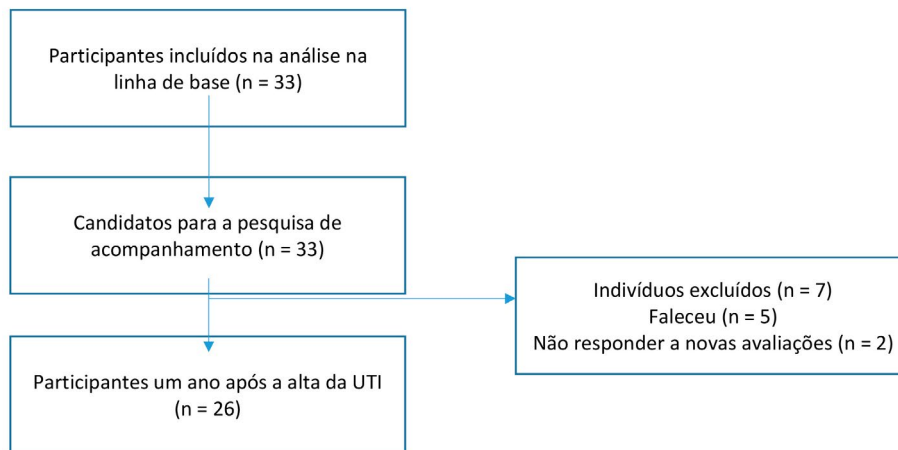 Participantes incluídos na análise na
linha de base (n = 33)
Candidatos para a pesquisa de
acompanhamento (n = 33)
Indivíduos excluídos (n = 7)
Faleceu (n = 5)
Não responder a novas avaliações (n = 2)
Participantes um ano após a alta da UTI
(n = 26)